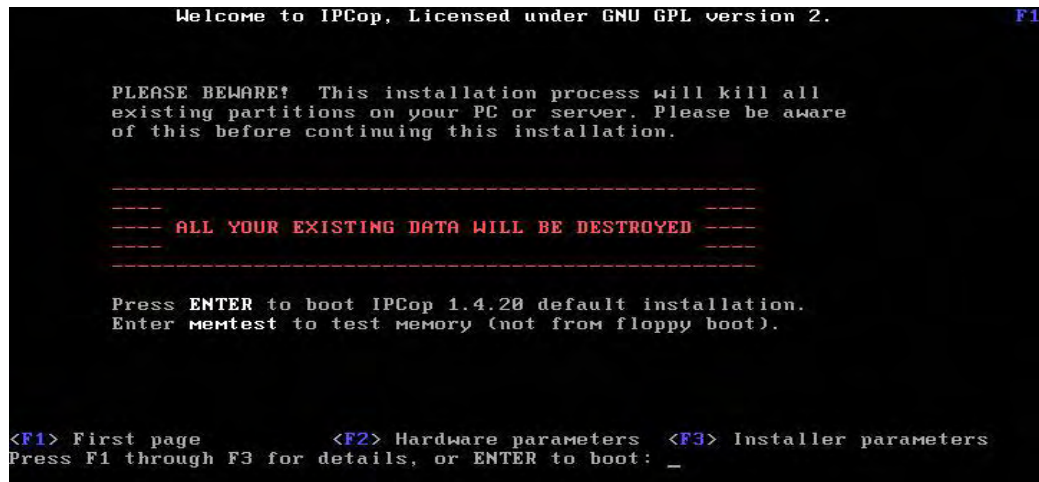 Welcome to IPCop, Licensed under GNU GPL version 2. F1
PLEASE BEWARE! This installation process will kill all
existing partitions on your PC or server. Please be aware
of this before continuing this installation.
--------------------------------------------------
---- ----
---- ALL YOUR EXISTING DATA WILL BE DESTROYED ----
---- ----
--------------------------------------------------
Press ENTER to boot IPCop 1.4.20 default installation.
Enter memtest to test memory (not from floppy boot).
<F1> First page <F2> Hardware parameters <F3> Installer parameters
Press F1 through F3 for details, or ENTER to boot: _